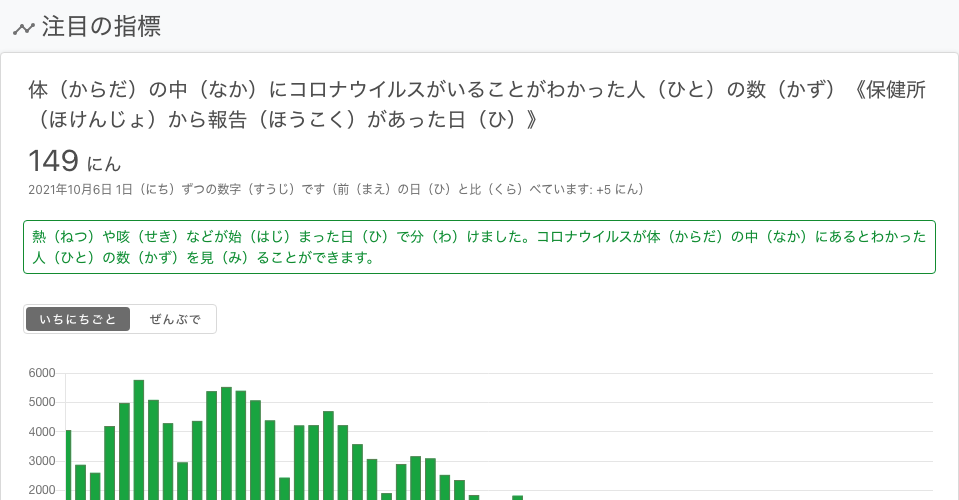 注目の指標
体（からだ）の中（なか）にコロナウイルスがいることがわかった人（ひと）の数（かず）《保健所
（ほけんじょ）から報告（ほうこく）があった日（ひ）》
149 にん
2021年10月6日 1日（にち）ずつの数字（すうじ）です（前（まえ）の日（ひ）と比（くら）べています: +5 にん）
熱（ねつ）や咳（せき）などが始（はじ）まった日（ひ）で分（わ）けました。コロナウイルスが体（からだ）の中（なか）にあるとわかった
人（ひと）の数（かず）を見（み）ることができます。
いちにちごと ぜんぶで
6000
5000
4000
3000
2000